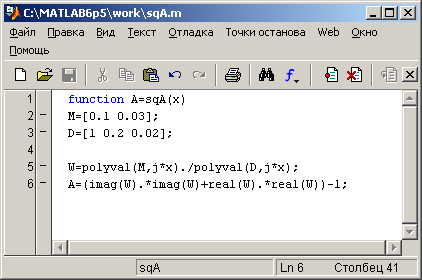 C:\MATLAB6p5\work\sqA.m
Файл Правка Вид Текст Отладка Точки останова Web Окно
Помощь
1 function A=sqA(x)
2 – M=[0.1 0.03];
3 – D=[1 0.2 0.02];
4
5 – W=polyval(M,j*x)./polyval(D,j*x);
6 – A=(imag(W).*imag(W)+real(W).*real(W))-1;
sqA Ln 6 Столбец 41